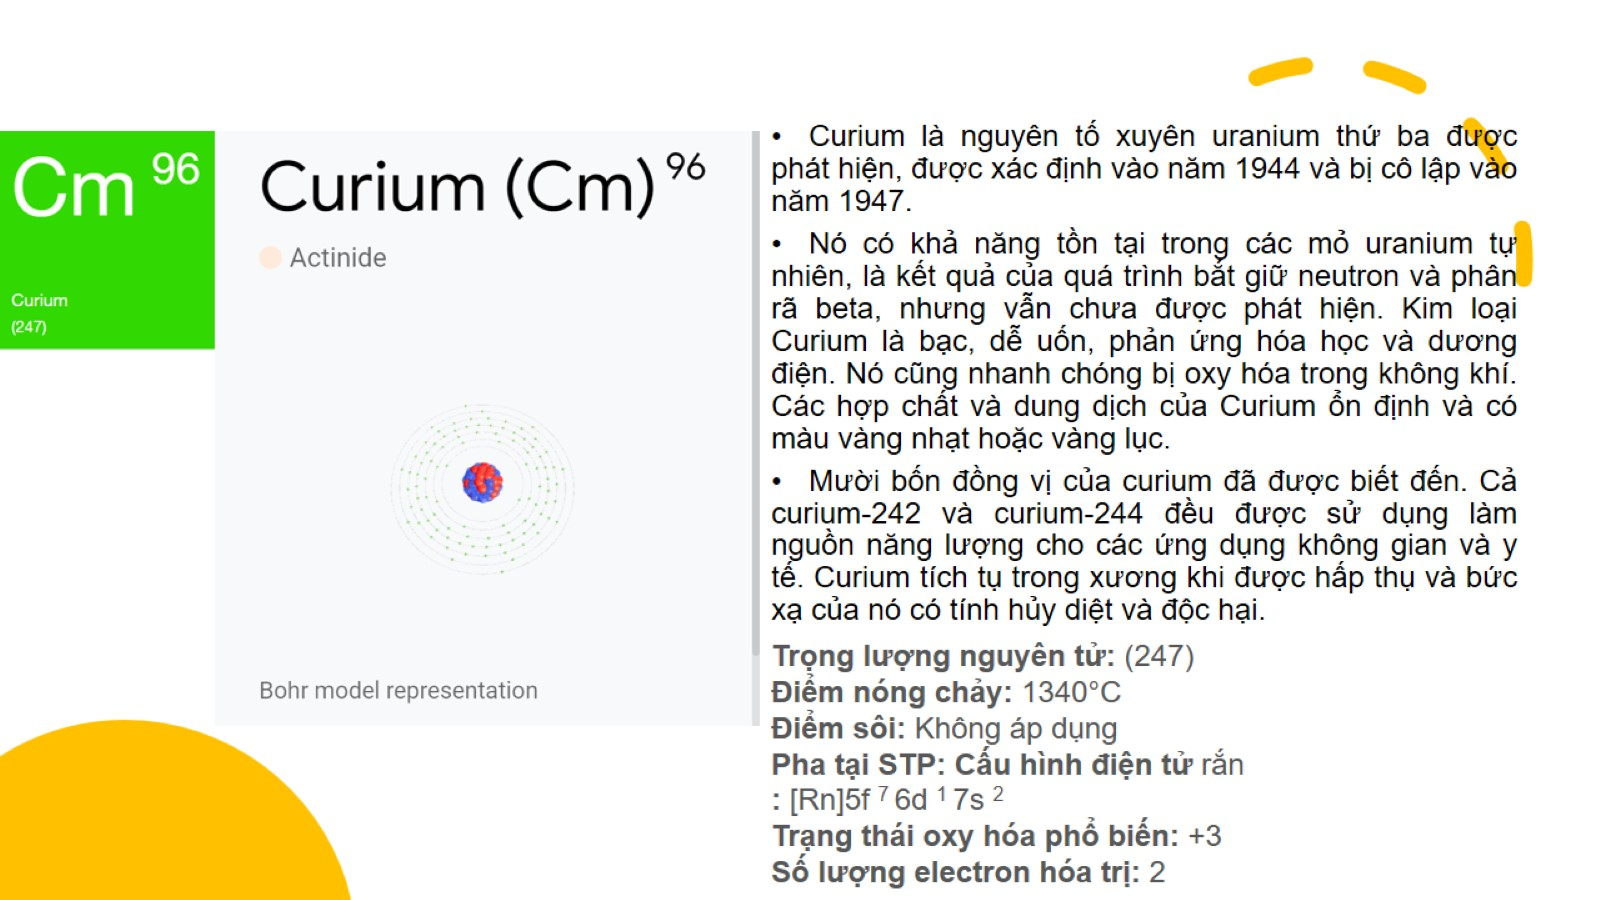 Cm 96
Curium
(247)
Curium (Cm) 96
Actinide
Bohr model representation
• Curium là nguyên tố xuyên uranium thứ ba được
phát hiện, được xác định vào năm 1944 và bị cô lập vào
năm 1947.
• Nó có khả năng tồn tại trong các mỏ uranium tự
nhiên, là kết quả của quá trình bắt giữ neutron và phân
rã beta, nhưng vẫn chưa được phát hiện. Kim loại
Curium là bạc, dễ uốn, phản ứng hóa học và dương
điện. Nó cũng nhanh chóng bị oxy hóa trong không khí.
Các hợp chất và dung dịch của Curium ổn định và có
màu vàng nhạt hoặc vàng lục.
• Mười bốn đồng vị của curium đã được biết đến. Cả
curium-242 và curium-244 đều được sử dụng làm
nguồn năng lượng cho các ứng dụng không gian và y
tế. Curium tích tụ trong xương khi được hấp thụ và bức
xạ của nó có tính hủy diệt và độc hại.
Trọng lượng nguyên tử: (247)
Điểm nóng chảy: 1340°C
Điểm sôi: Không áp dụng
Pha tại STP: Cấu hình điện tử rắn
: [Rn]5f 7 6d 1 7s 2
Trạng thái oxy hóa phổ biến: +3
Số lượng electron hóa trị: 2